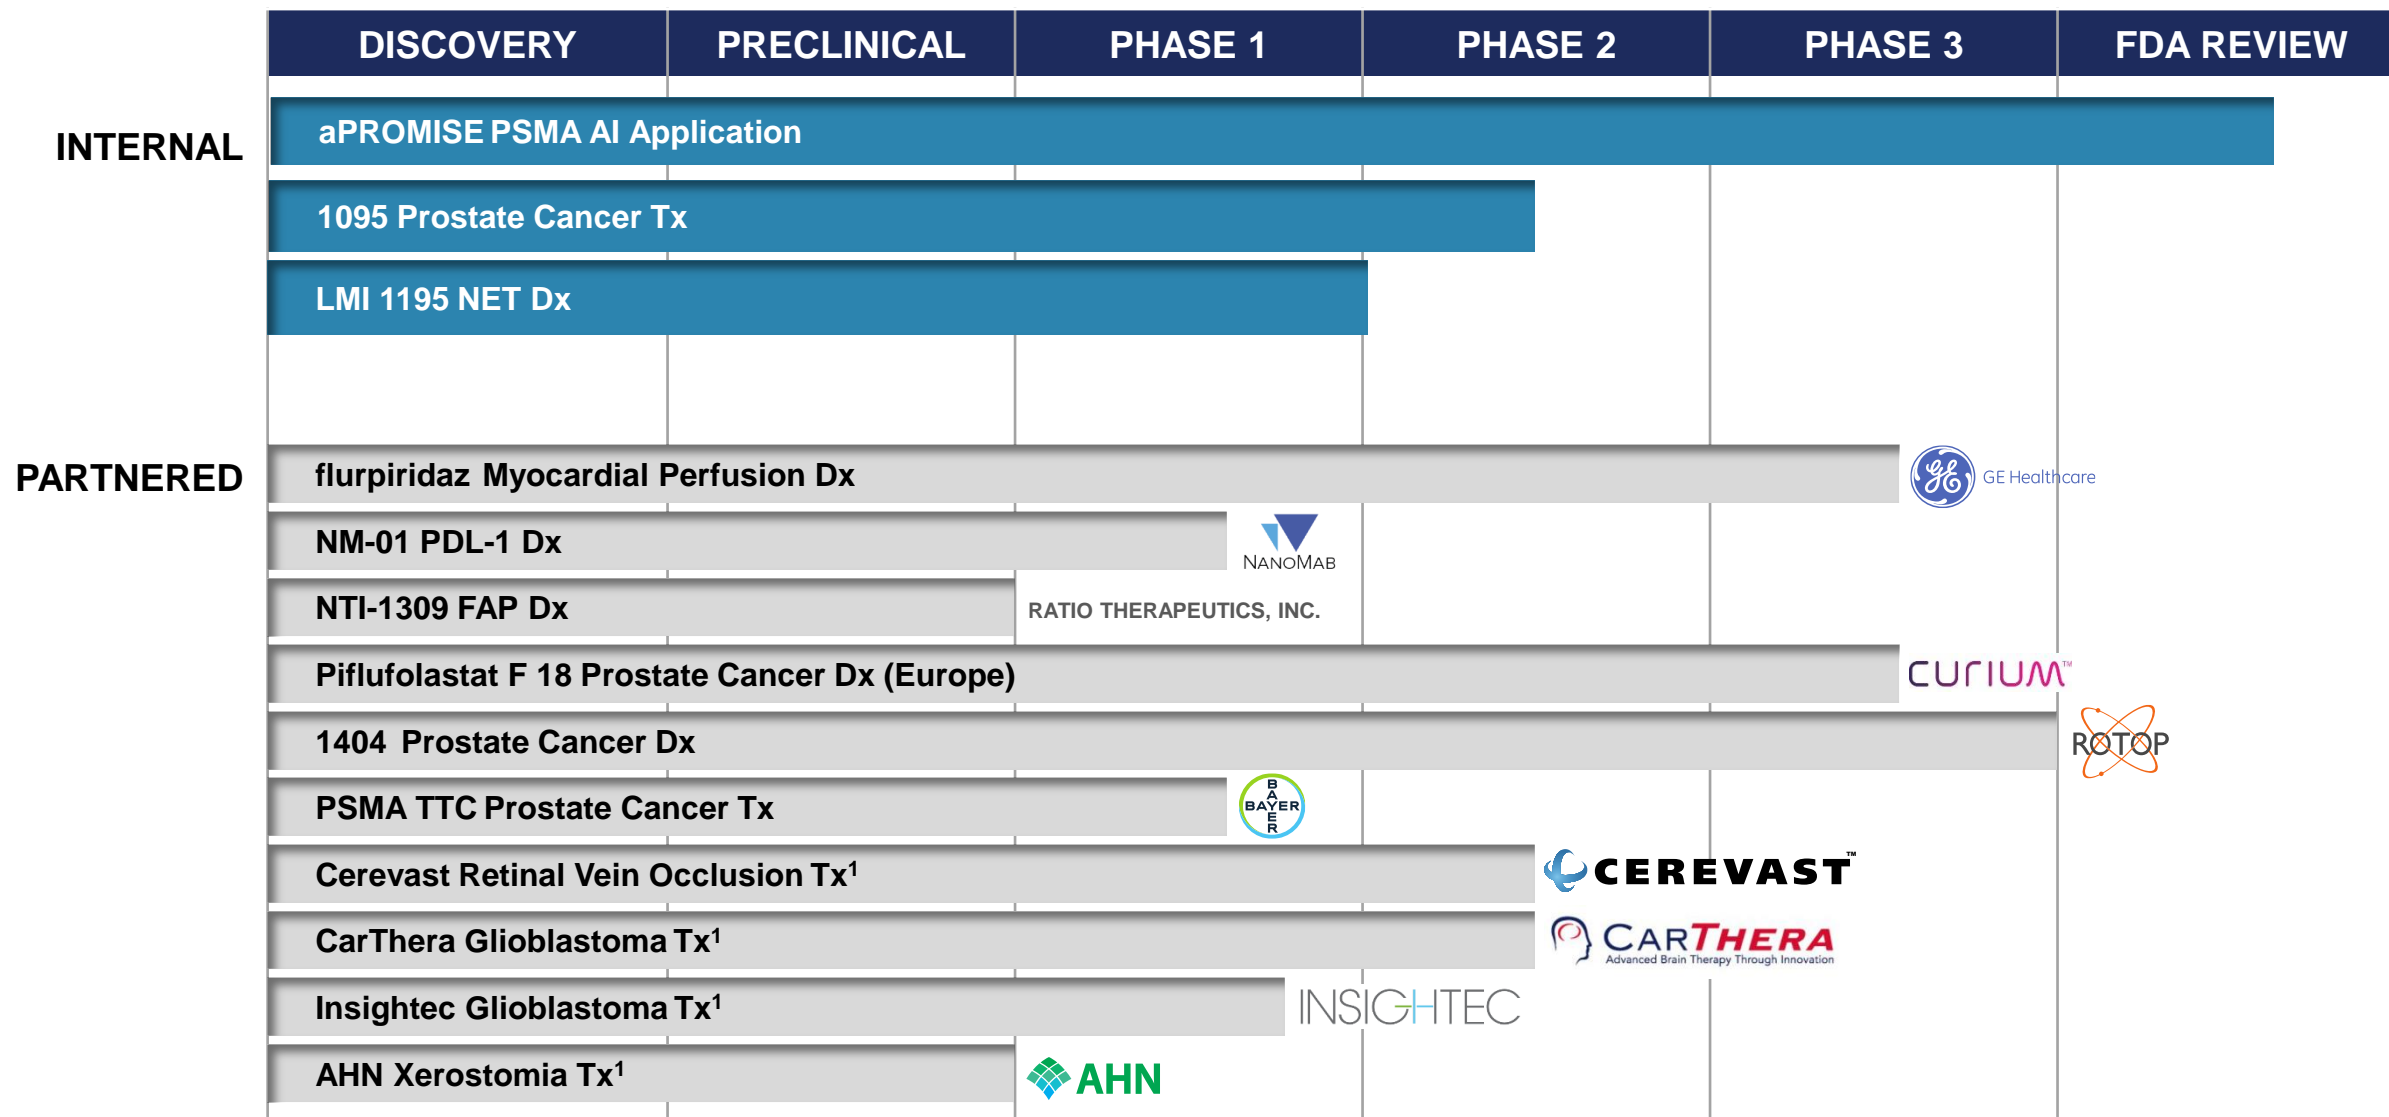 DISCOVERY PRECLINICAL PHASE 1 PHASE 2 PHASE 3 FDA REVIEW
INTERNAL
aPROMISE PSMA AI Application
1095 Prostate Cancer Tx
LMI 1195 NET Dx
PARTNERED
flurpiridaz Myocardial Perfusion Dx
GE GE Healthcare
NM-01 PDL-1 Dx
NANOMAB
NTI-1309 FAP Dx
RATIO THERAPEUTICS, INC.
Piflufolastat F 18 Prostate Cancer Dx (Europe)
CURIUM™
1404 Prostate Cancer Dx
ROTOP
PSMA TTC Prostate Cancer Tx
BAYER
BAYER
Cerevast Retinal Vein Occlusion Tx¹
CEREVAST™
CarThera Glioblastoma Tx¹
CARTHERA
Advanced Brain Therapy Through Innovation
Insightec Glioblastoma Tx¹
INSIGHTEC
AHN Xerostomia Tx¹
AHN